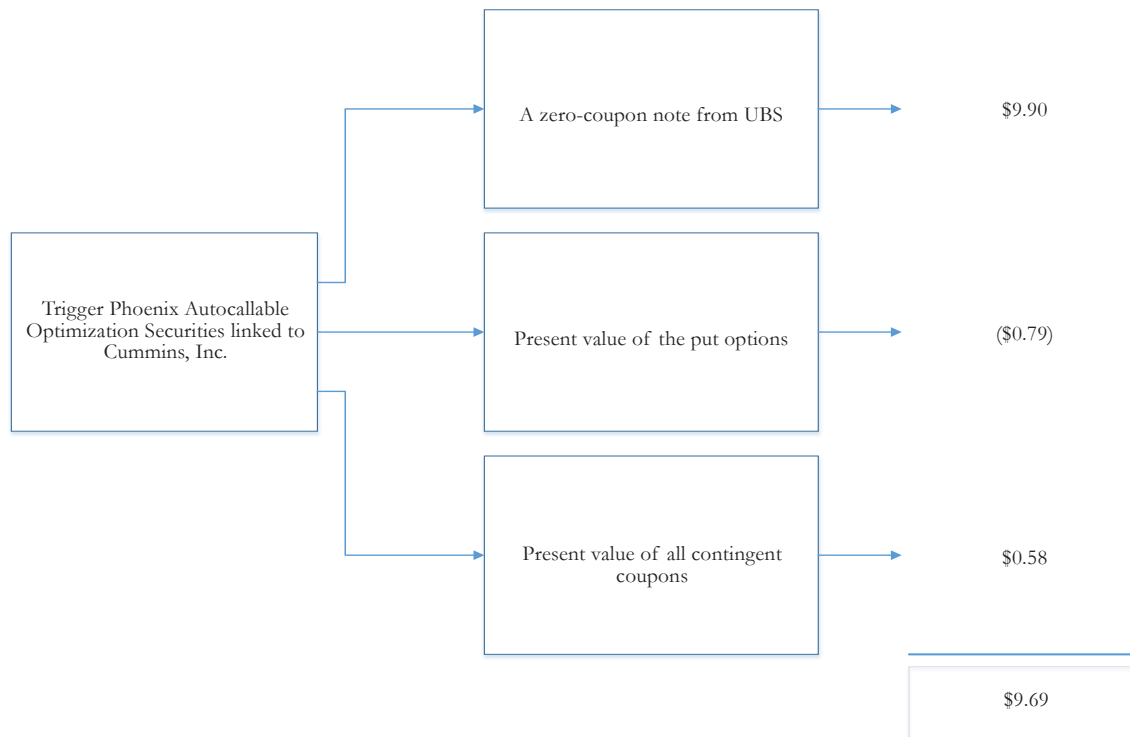 A zero-coupon note from UBS
$9.90
Trigger Phoenix Autocallable
Optimization Securities linked to
Cummins, Inc.
Present value of the put options
($0.79)
Present value of all contingent
coupons
$0.58
$9.69